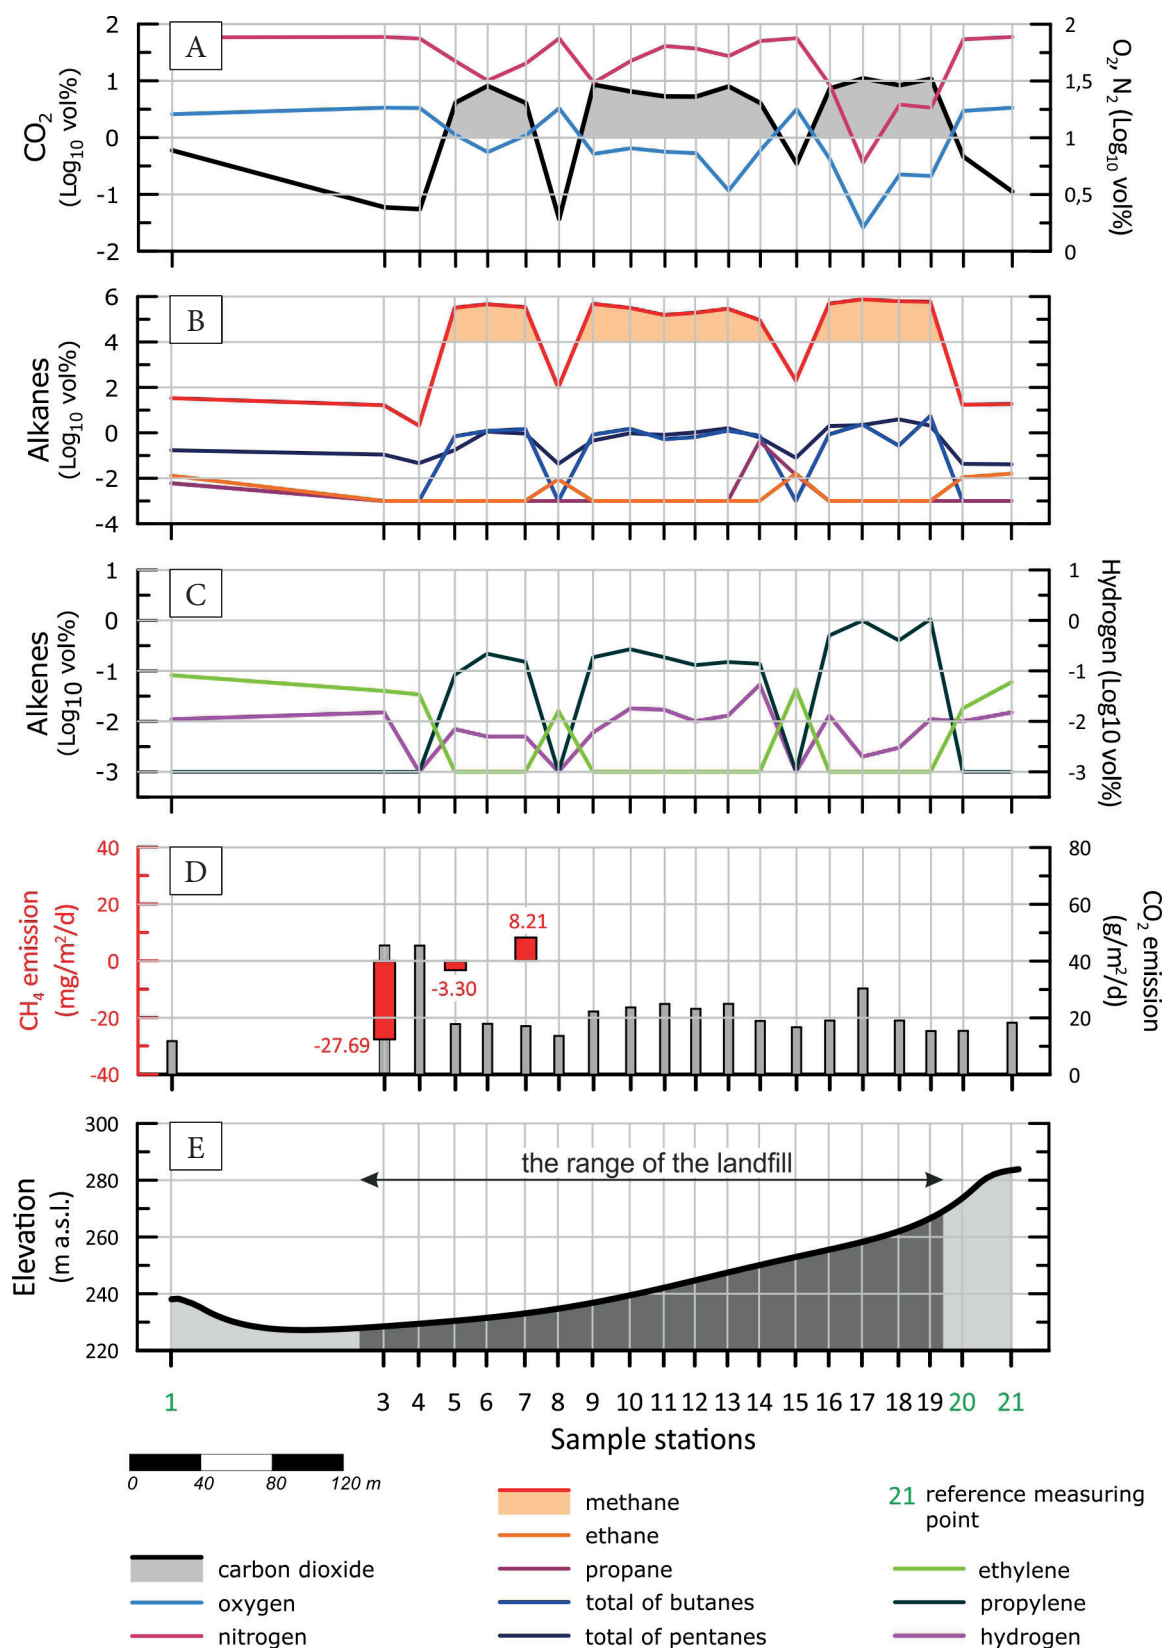 A
CO2
(Log10 vol%)
2
1
0
-1
-2
2
1,5
1
0,5
0
O2, N2 (Log10 vol%)
B
Alkanes
(Log10 vol%)
6
4
2
0
-2
-4
C
Alkenes
(Log10 vol%)
1
0
-1
-2
-3
1
0
-1
-2
-3
Hydrogen (Log10 vol%)
D
CH4 emission
(mg/m2/d)
40
20
0
-20
-40
8.21
-3.30
-27.69
80
60
40
20
0
CO2 emission
(g/m2/d)
E
Elevation
(m a.s.l.)
300
280
260
240
220
the range of the landfill
1 3 4 5 6 7 8 9 10 11 12 13 14 15 16 17 18 19 20 21
Sample stations
0 40 80 120 m
carbon dioxide
oxygen
nitrogen
methane
ethane
propane
total of butanes
total of pentanes
21 reference measuring
point
ethylene
propylene
hydrogen